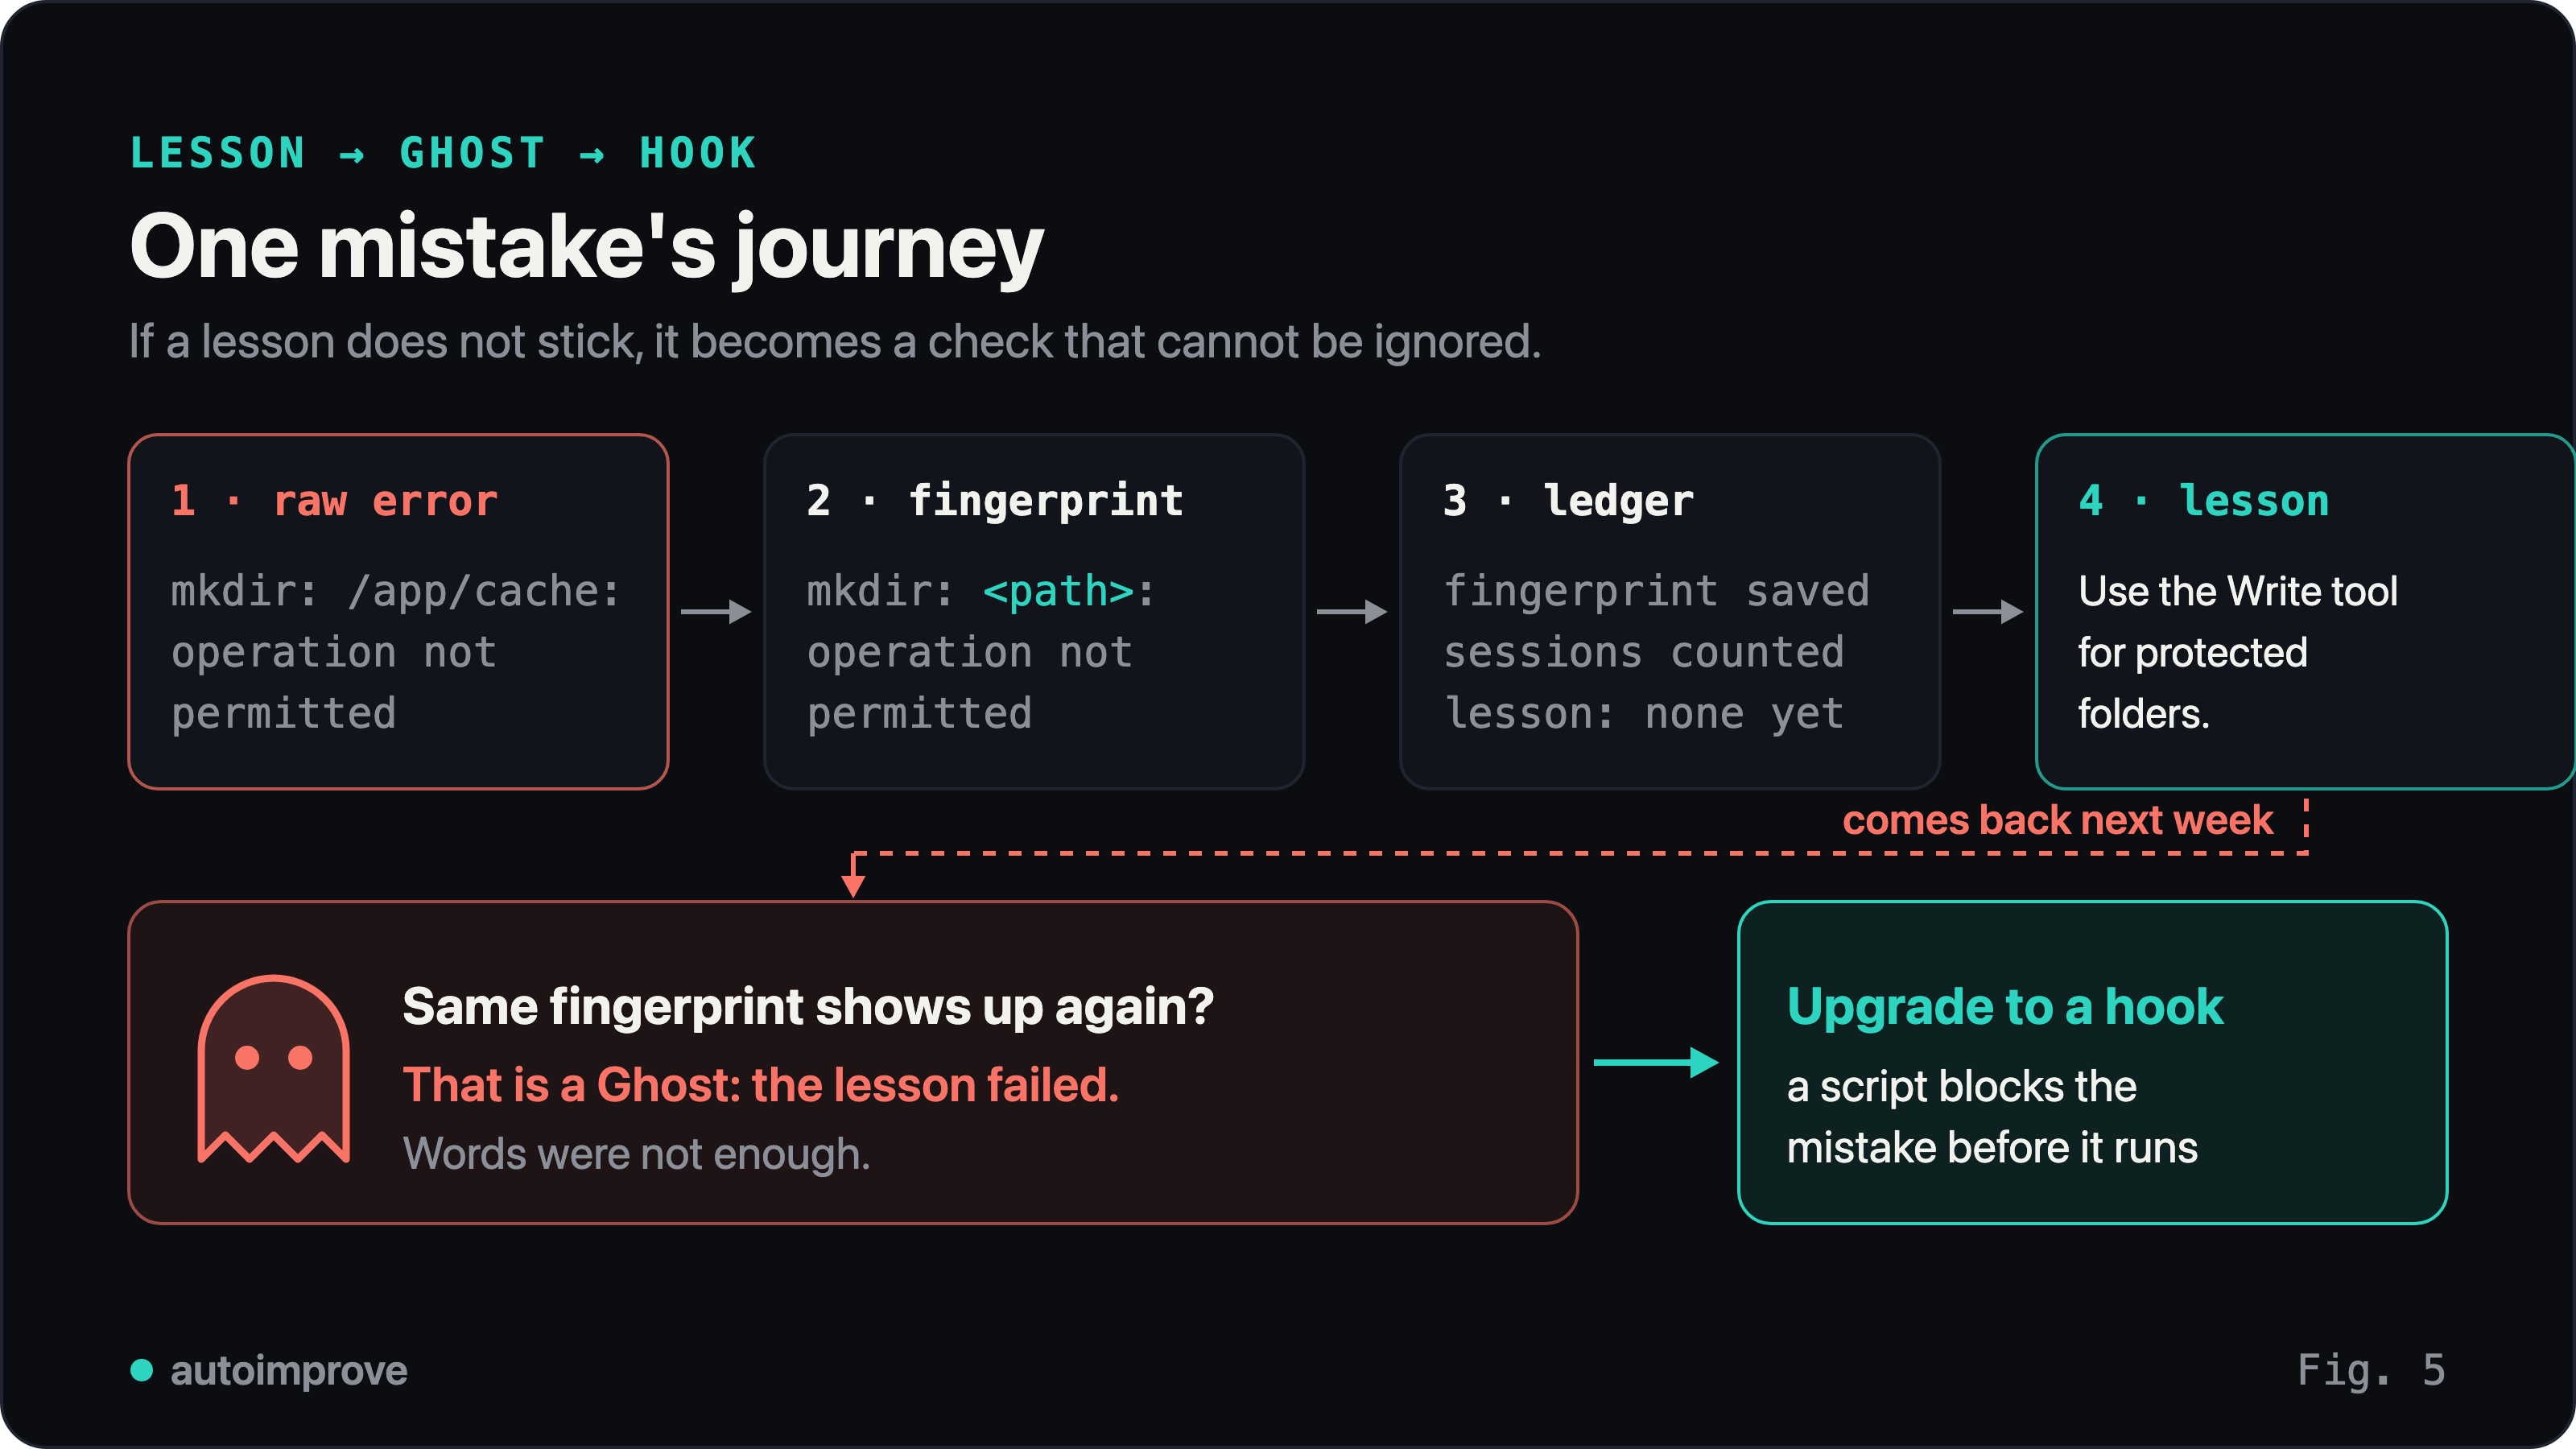 LESSON → GHOST → HOOK
One mistake's journey
If a lesson does not stick, it becomes a check that cannot be ignored.
1 · raw error
mkdir: /app/cache:
operation not
permitted
2 · fingerprint
mkdir: <path>:
operation not
permitted
3 · ledger
fingerprint saved
sessions counted
lesson: none yet
4 · lesson
Use the Write tool
for protected
folders.
comes back next week
Same fingerprint shows up again?
That is a Ghost: the lesson failed.
Words were not enough.
Upgrade to a hook
a script blocks the
mistake before it runs
autoimprove
Fig. 5